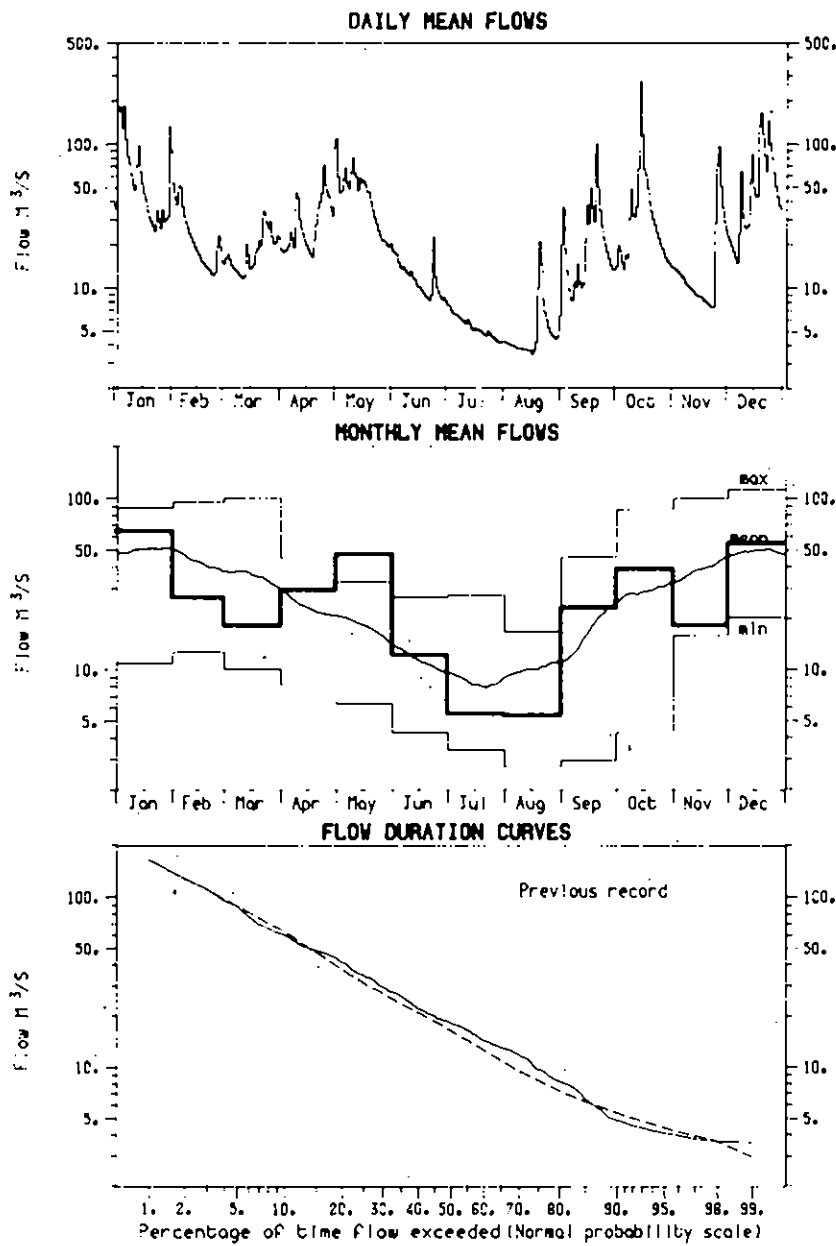 DAILY MEAN FLOWS
500. 500.
100. 100.
50. 50.
10. 10.
5. 5.
Flow M³/S
Jan Feb Mar Apr May Jun Jul Aug Sep Oct Nov Dec
MONTHLY MEAN FLOWS
max
100. 100.
mean
50. 50.
min
10. 10.
5. 5.
Flow M³/S
Jan Feb Mar Apr May Jun Jul Aug Sep Oct Nov Dec
FLOW DURATION CURVES
Previous record
100. 100.
50. 50.
10. 10.
5. 5.
Flow M³/S
1. 2. 5. 10. 20. 30. 40. 50. 60. 70. 80. 90. 95. 98. 99.
Percentage of time flow exceeded (Normal probability scale)